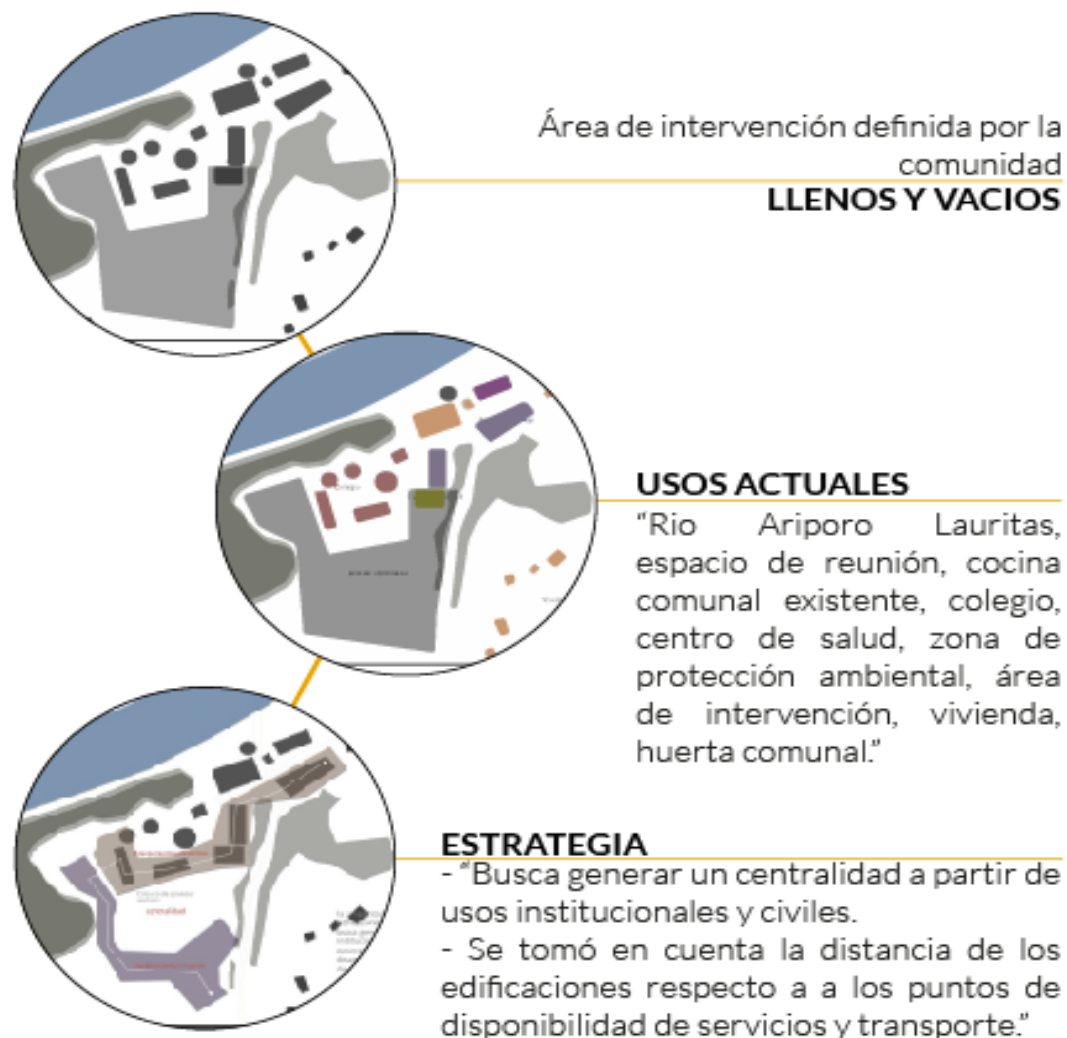 Área de intervención definida por la
comunidad
LLENOS Y VACIOS
USOS ACTUALES
“Rio Ariporo Lauritas,
espacio de reunión, cocina
comunal existente, colegio,
centro de salud, zona de
protección ambiental, área
de intervención, vivienda,
huerta comunal.”
ESTRATEGIA
- “Busca generar un centralidad a partir de
usos institucionales y civiles.
- Se tomó en cuenta la distancia de los
edificaciones respecto a a los puntos de
disponibilidad de servicios y transporte.”